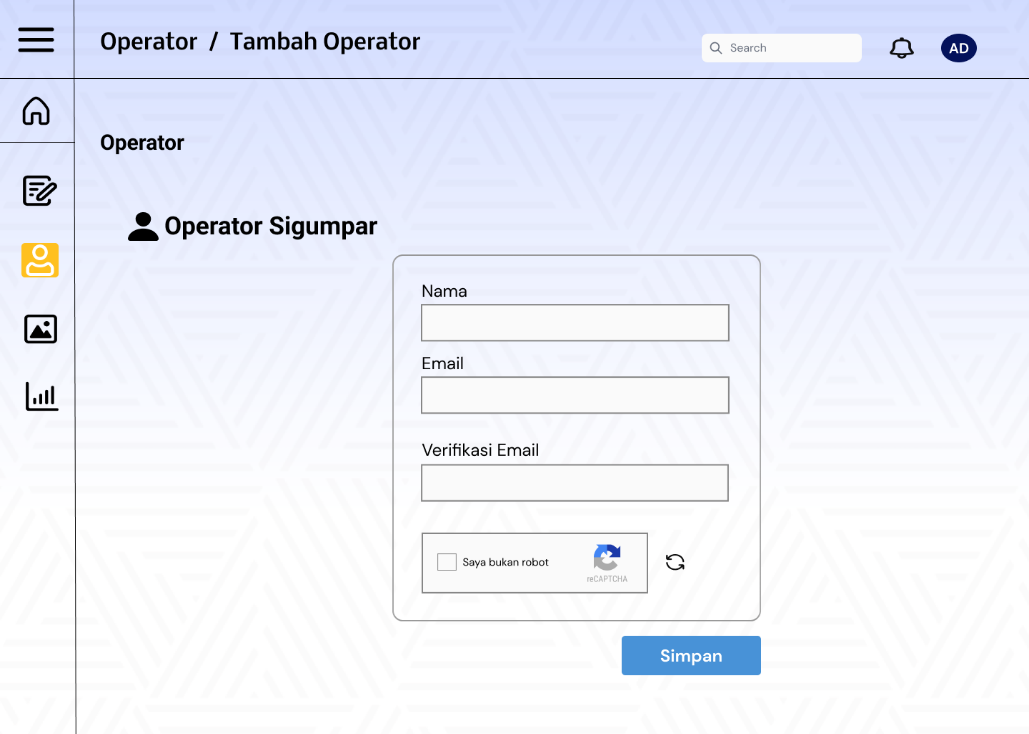 Operator / Tambah Operator
Search
AD
Operator
Operator Sigumpar
Nama
Email
Verifikasi Email
Saya bukan robot
reCAPTCHA
Simpan